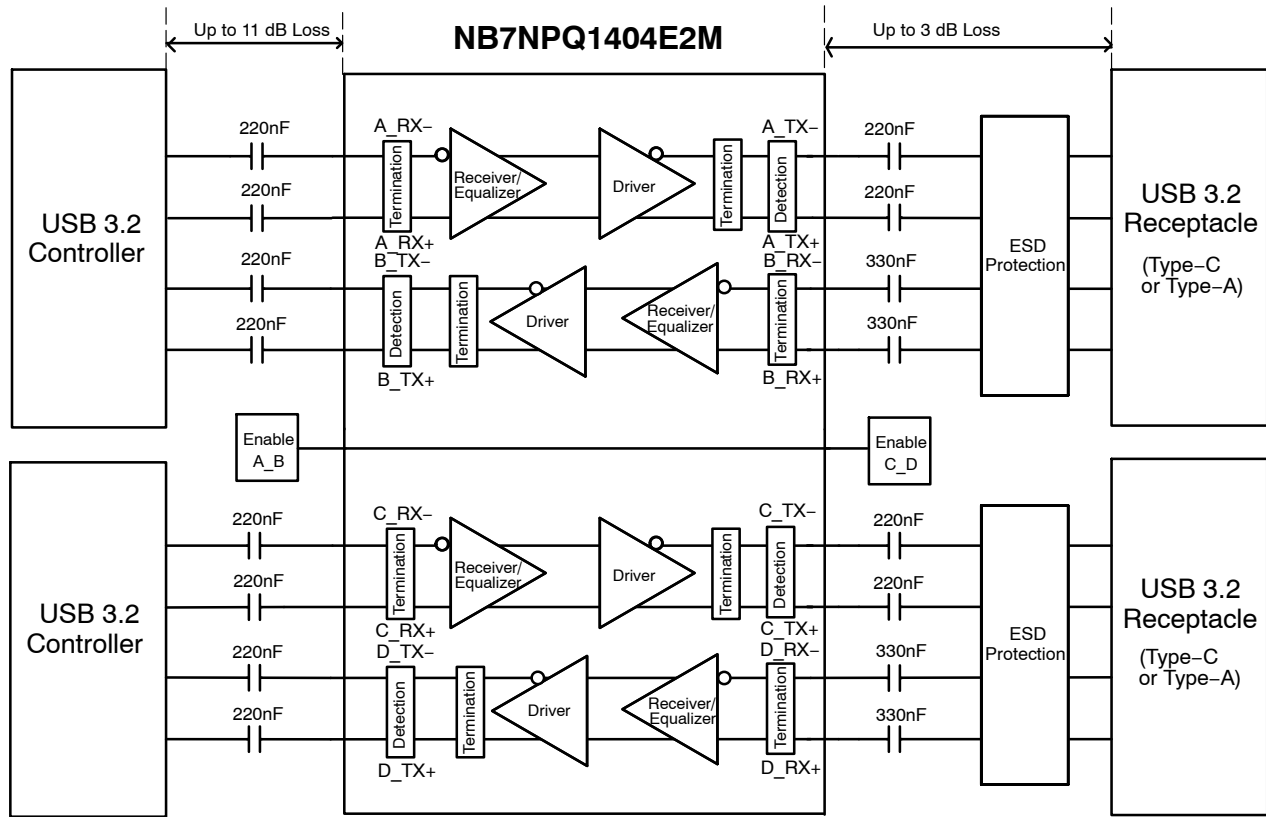 Up to 11 dB Loss
NB7NPQ1404E2M
Up to 3 dB Loss
USB 3.2
Controller
220nF
220nF
220nF
220nF
A_RX−
Termination
A_RX+
Receiver/
Equalizer
Driver
Termination
A_TX-
Detection
A_TX+
B_TX−
Detection
B_TX+
Termination
Driver
Receiver/
Equalizer
B_RX−
Termination
B_RX+
220nF
220nF
330nF
330nF
ESD
Protection
USB 3.2
Receptacle
(Type−C
or Type−A)
Enable
A_B
Enable
C_D
USB 3.2
Controller
220nF
220nF
220nF
220nF
C_RX−
Termination
C_RX+
Receiver/
Equalizer
Driver
Termination
C_TX-
Detection
C_TX+
D_TX−
Detection
D_TX+
Termination
Driver
Receiver/
Equalizer
D_RX−
Termination
D_RX+
220nF
220nF
330nF
330nF
ESD
Protection
USB 3.2
Receptacle
(Type−C
or Type−A)